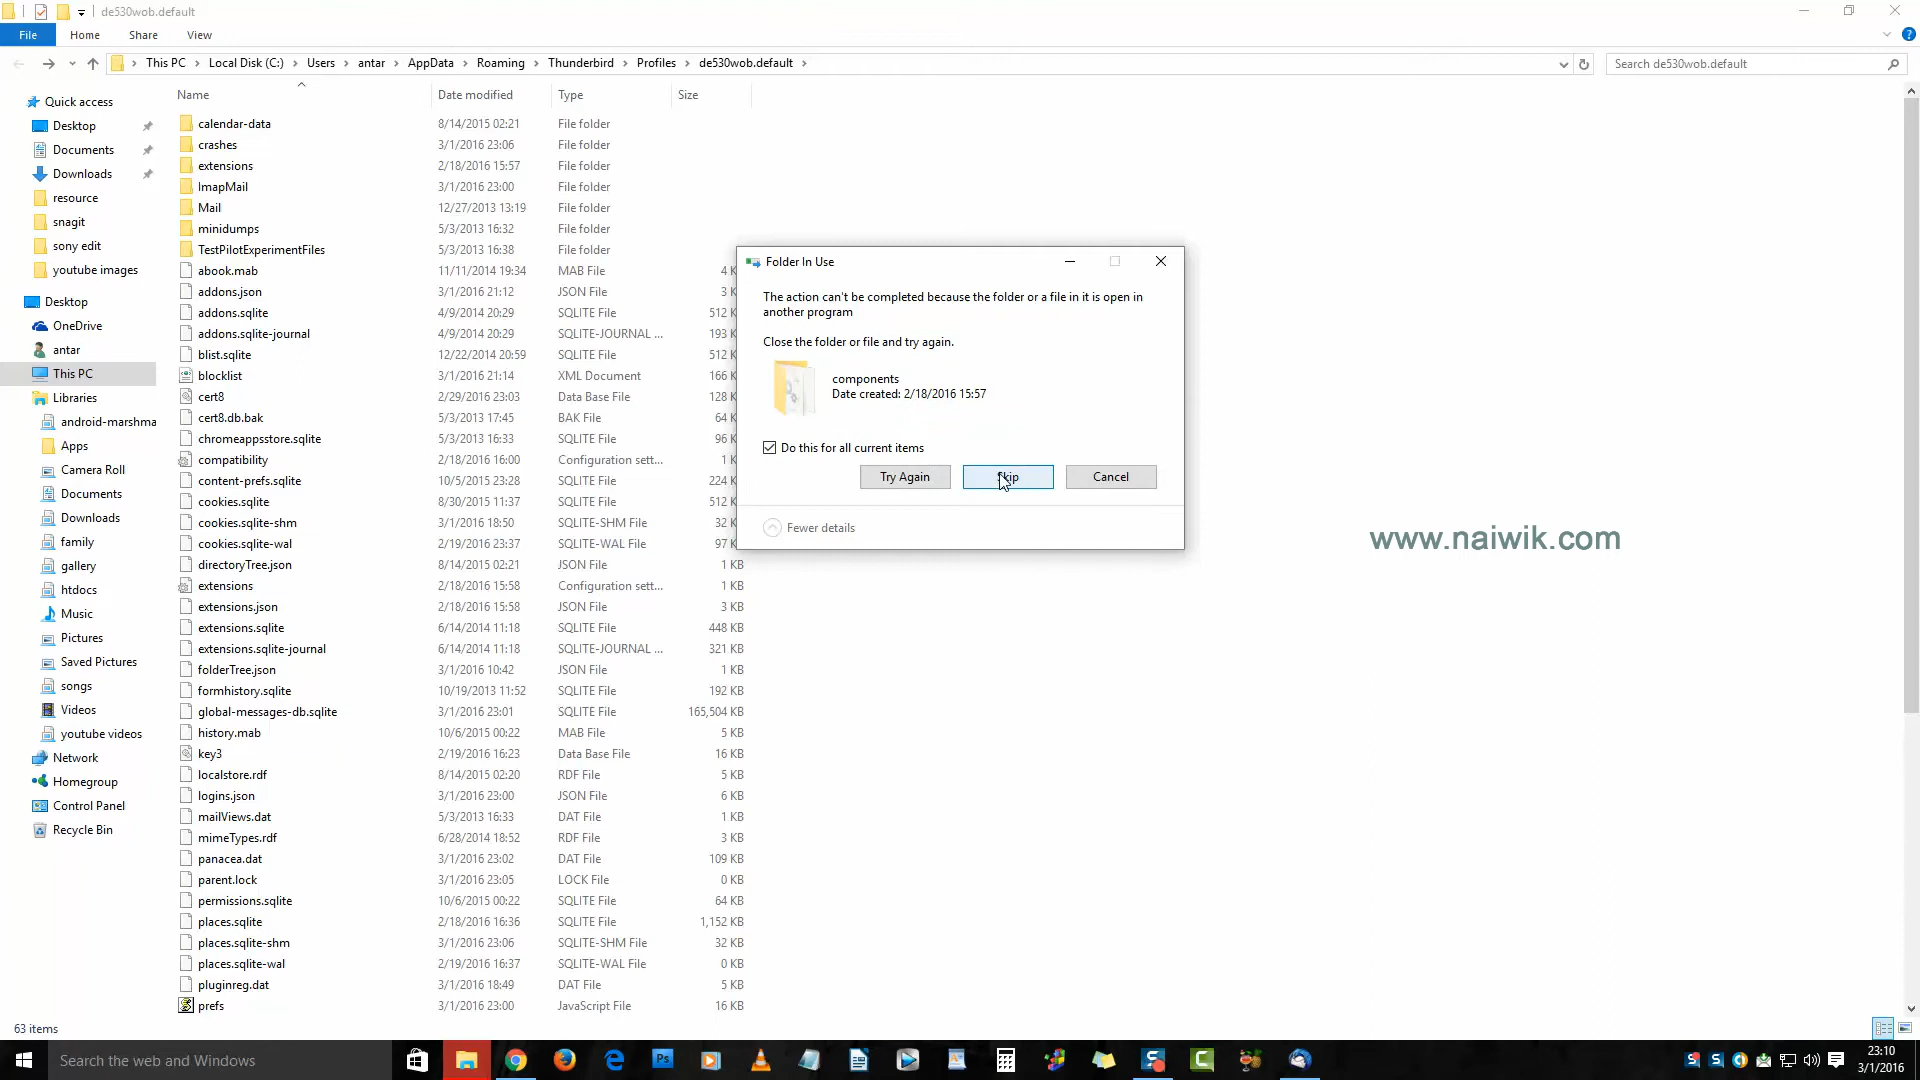 de530wob.default
File Home Share View
This PC Local Disk (C:) Users antar AppData Roaming Thunderbird Profiles de530wob.default
Search de530wob.default
Name Date modified Type Size
Quick access
Desktop
Documents
Downloads
resource
snagit
sony edit
youtube images
Desktop
OneDrive
antar
This PC
Libraries
android-marshma
Apps
Camera Roll
Documents
Downloads
family
gallery
htdocs
Music
Pictures
Saved Pictures
songs
Videos
youtube videos
Network
Homegroup
Control Panel
Recycle Bin
calendar-data 8/14/2015 02:21 File folder
crashes 3/1/2016 23:06 File folder
extensions 2/18/2016 15:57 File folder
ImapMail 3/1/2016 23:00 File folder
Mail 12/27/2013 13:19 File folder
minidumps 5/3/2013 16:32 File folder
TestPilotExperimentFiles 5/3/2013 16:38 File folder
abook.mab 11/11/2014 19:34 MAB File 4 K
addons.json 3/1/2016 21:12 JSON File 3 K
addons.sqlite 4/9/2014 20:29 SQLITE File 512 K
addons.sqlite-journal 4/9/2014 20:29 SQLITE-JOURNAL ... 193 K
blist.sqlite 12/22/2014 20:59 SQLITE File 512 K
blocklist 3/1/2016 21:14 XML Document 166 K
cert8 2/29/2016 23:03 Data Base File 128 K
cert8.db.bak 5/3/2013 17:45 BAK File 64 K
chromeappsstore.sqlite 5/3/2013 16:33 SQLITE File 96 K
compatibility 2/18/2016 16:00 Configuration sett... 1 K
content-prefs.sqlite 10/5/2015 23:28 SQLITE File 224 K
cookies.sqlite 8/30/2015 11:37 SQLITE File 512 K
cookies.sqlite-shm 3/1/2016 18:50 SQLITE-SHM File 32 K
cookies.sqlite-wal 2/19/2016 23:37 SQLITE-WAL File 97 K
directoryTree.json 8/14/2015 02:21 JSON File 1 KB
extensions 2/18/2016 15:58 Configuration sett... 1 KB
extensions.json 2/18/2016 15:58 JSON File 3 KB
extensions.sqlite 6/14/2014 11:18 SQLITE File 448 KB
extensions.sqlite-journal 6/14/2014 11:18 SQLITE-JOURNAL ... 321 KB
folderTree.json 3/1/2016 10:42 JSON File 1 KB
formhistory.sqlite 10/19/2013 11:52 SQLITE File 192 KB
global-messages-db.sqlite 3/1/2016 23:01 SQLITE File 165,504 KB
history.mab 10/6/2015 00:22 MAB File 5 KB
key3 2/19/2016 16:23 Data Base File 16 KB
localstore.rdf 8/14/2015 02:20 RDF File 5 KB
logins.json 3/1/2016 23:00 JSON File 6 KB
mailViews.dat 5/3/2013 16:33 DAT File 1 KB
mimeTypes.rdf 6/28/2014 18:52 RDF File 3 KB
panacea.dat 3/1/2016 23:02 DAT File 109 KB
parent.lock 3/1/2016 23:05 LOCK File 0 KB
permissions.sqlite 10/6/2015 00:22 SQLITE File 64 KB
places.sqlite 2/18/2016 16:36 SQLITE File 1,152 KB
places.sqlite-shm 3/1/2016 23:06 SQLITE-SHM File 32 KB
places.sqlite-wal 2/19/2016 16:37 SQLITE-WAL File 0 KB
pluginreg.dat 3/1/2016 18:49 DAT File 5 KB
prefs 3/1/2016 23:00 JavaScript File 16 KB
Folder In Use
The action can't be completed because the folder or a file in it is open in
another program
Close the folder or file and try again.
components
Date created: 2/18/2016 15:57
Do this for all current items
Try Again Skip Cancel
Fewer details
www.naiwik.com
63 items
Search the web and Windows
23:10
3/1/2016